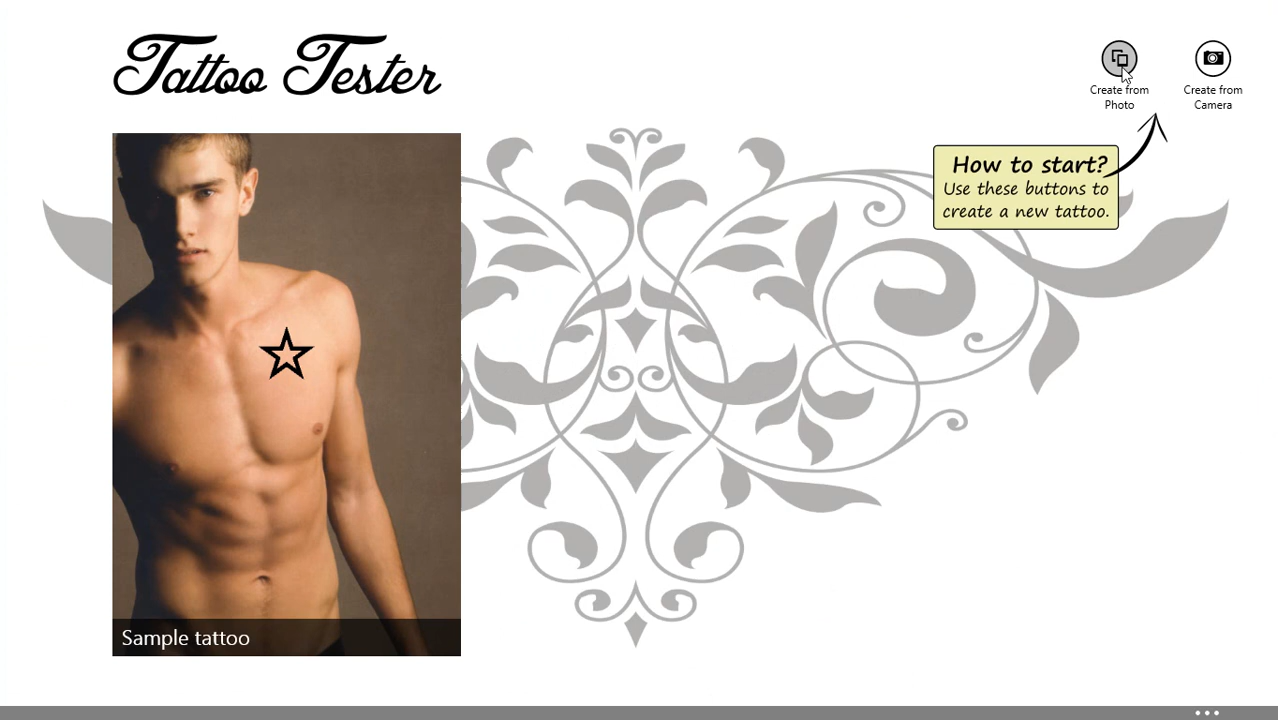 Tattoo Tester
Create from
Photo
Create from
Camera
How to start?
Use these buttons to
create a new tattoo.
Sample tattoo